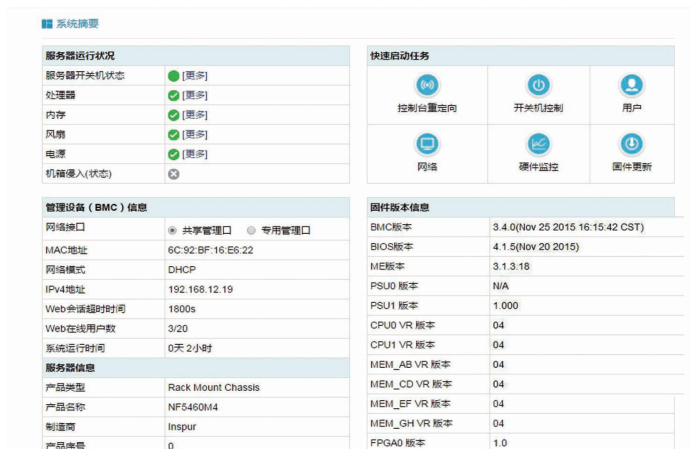 系统摘要
服务器运行状况
服务器开关机状态 [更多]
处理器 [更多]
内存 [更多]
风扇 [更多]
电源 [更多]
机箱侵入(状态)
快速启动任务
控制台重定向 开关机控制 用户
网络 硬件监控 固件更新
管理设备（BMC）信息
网络接口 共享管理口 专用管理口
MAC地址 6C:92:BF:16:E6:22
网络模式 DHCP
IPv4地址 192.168.12.19
Web会话超时时间 1800s
Web在线用户数 3/20
系统运行时间 0天 2小时
服务器信息
产品类型 Rack Mount Chassis
产品名称 NF5460M4
制造商 Inspur
产品序号 0
固件版本信息
BMC版本 3.4.0(Nov 25 2015 16:15:42 CST)
BIOS版本 4.1.5(Nov 20 2015)
ME版本 3.1.3.18
PSU0 版本 N/A
PSU1 版本 1.000
CPU0 VR 版本 04
CPU1 VR 版本 04
MEM_AB VR 版本 04
MEM_CD VR 版本 04
MEM_EF VR 版本 04
MEM_GH VR 版本 04
FPGA0 版本 1.0